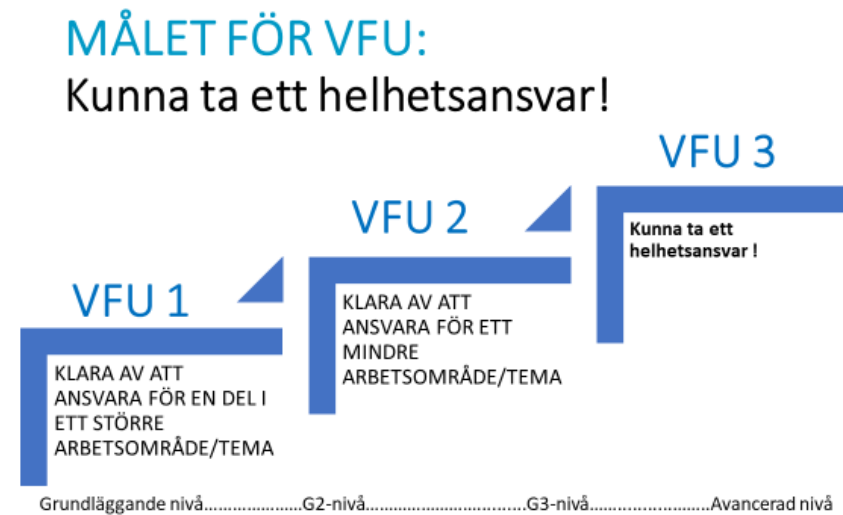 MÅLET FÖR VFU:
Kunna ta ett helhetsansvar!
VFU 1
KLARA AV ATT
ANSVARA FÖR EN DEL I
ETT STÖRRE
ARBETSOMRÅDE/TEMA
VFU 2
KLARA AV ATT
ANSVARA FÖR ETT
MINDRE
ARBETSOMRÅDE/TEMA
VFU 3
Kunna ta ett
helhetsansvar !
Grundläggande nivå.....................G2-nivå..................................G3-nivå..........................Avancerad nivå